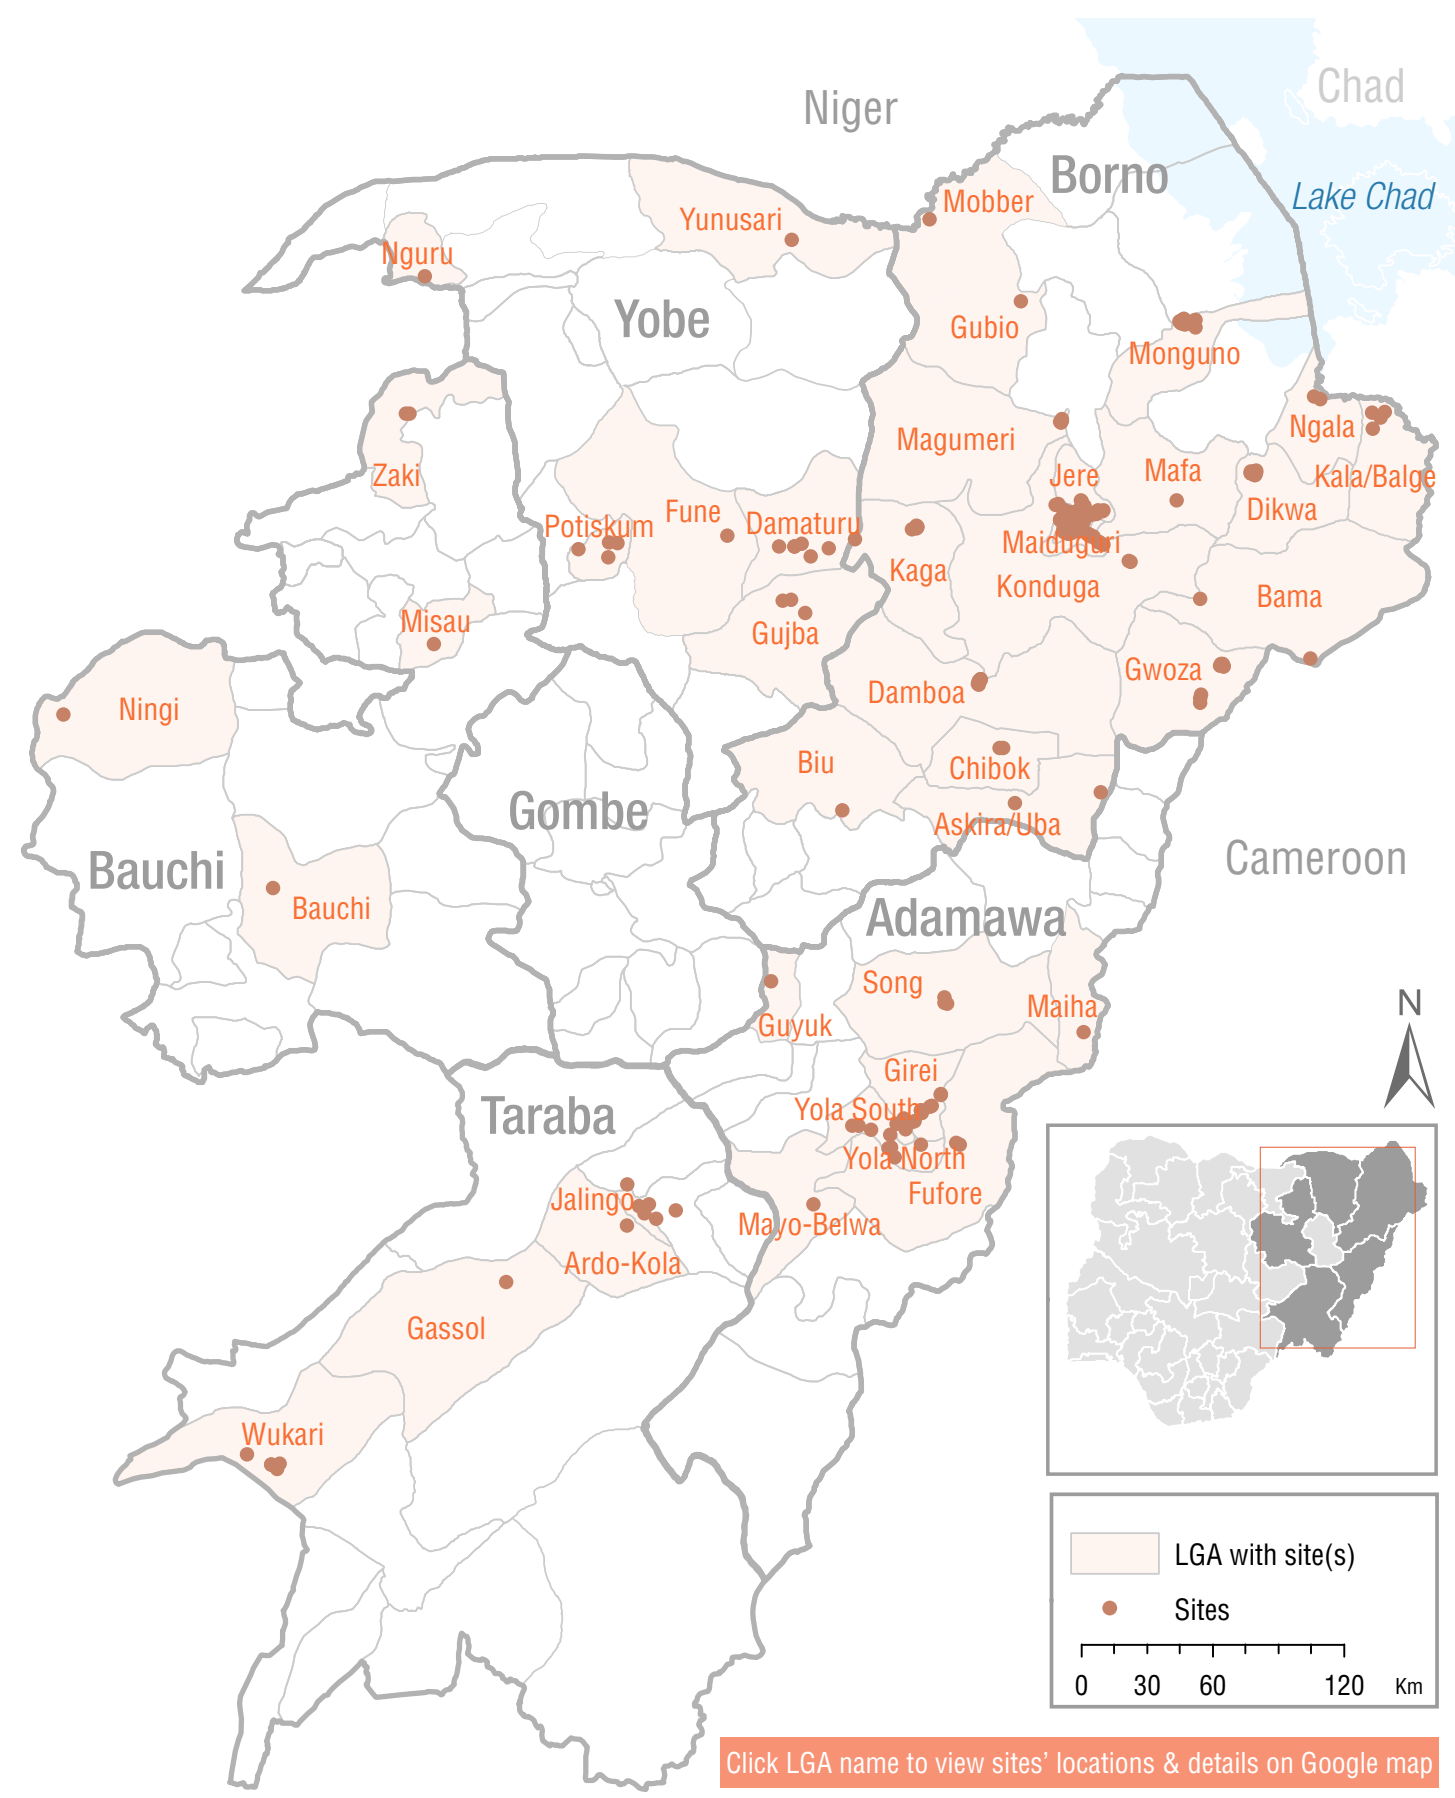 Niger
Chad
Borno
Lake Chad
Mobber
Yunusari
Nguru
Yobe
Gubio
Monguno
Zaki
Magumeri
Ngala
Jere
Mafa
Kala/Balge
Potiskum
Fune
Damaturu
Dikwa
Maiduguri
Kaga
Konduga
Bama
Misau
Gujba
Gwoza
Damboa
Ningi
Biu
Chibok
Gombe
Askira/Uba
Bauchi
Cameroon
Bauchi
Adamawa
Song
Maiha
Guyuk
N
Girei
Yola South
Taraba
Yola North
Fufore
Jalingo
Mayo-Belwa
Ardo-Kola
Gassol
Wukari
LGA with site(s)
Sites
0 30 60 120 Km
Click LGA name to view sites’ locations & details on Google map